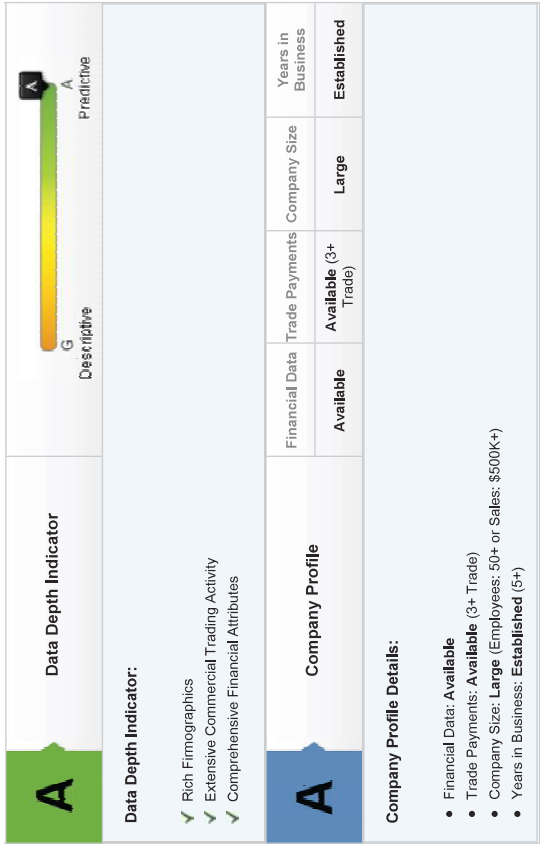 A
Data Depth Indicator
A
G
A
Descriptive
Predictive
Data Depth Indicator:
Rich Firmographics
Extensive Commercial Trading Activity
Comprehensive Financial Attributes
A
Company Profile
Financial Data
Trade Payments
Company Size
Years in
Business
Available
Available (3+
Trade)
Large
Established
Company Profile Details:
Financial Data: Available
Trade Payments: Available (3+ Trade)
Company Size: Large (Employees: 50+ or Sales: $500K+)
Years in Business: Established (5+)